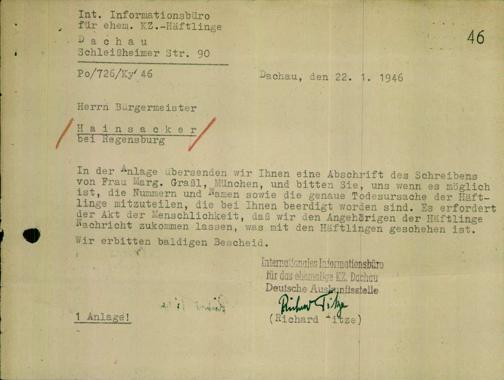 46
Int. Informationsbüro
für ehem. KZ.-Häftlinge
D a c h a u
Schleißheimer Str. 90
Po/726/Ky 46
Dachau, den 22. 1. 1946
Herrn Bürgermeister
H a i n s a c k e r
bei Regensburg
In der Anlage übersenden wir Ihnen eine Abschrift des Schreibens
von Frau Marg. Graßl, München, und bitten Sie, uns wenn es möglich
ist, die Nummern und Namen sowie die genaue Todesursache der Häft-
linge mitzuteilen, die bei Ihnen beerdigt worden sind. Es erfordert
der Akt der Menschlichkeit, daß wir den Angehörigen der Häftlinge
Nachricht zukommen lassen, was mit den Häftlingen geschehen ist.
Wir erbitten baldigen Bescheid.
Internationales Informationsbüro
für das ehemalige KZ. Dachau
Deutsche Auskunftsstelle
Richard Titze
1 Anlage!
(Richard Titze)